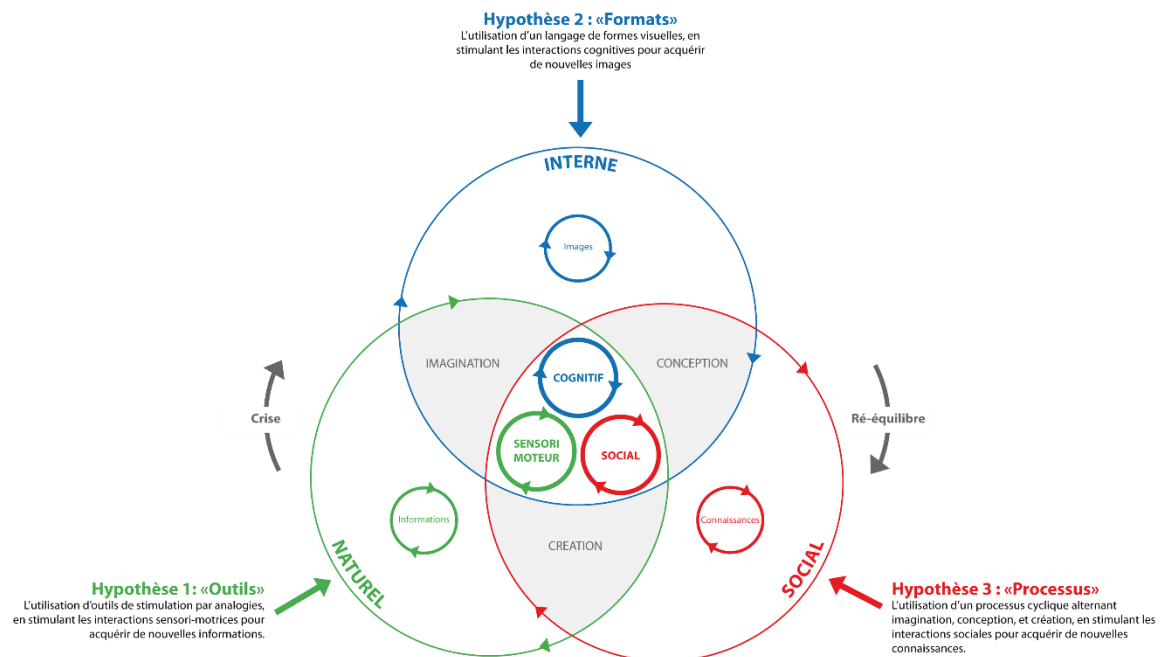 Hypothèse 2 : «Formats»
L'utilisation d'un langage de formes visuelles, en
stimulant les interactions cognitives pour acquérir
de nouvelles images
INTERNE
Images
IMAGINATION
CONCEPTION
COGNITIF
Crise
Ré-équilibre
SENSORI
MOTEUR
SOCIAL
Informations
Connaissances
CREATION
NATUREL
SOCIAL
Hypothèse 1: «Outils»
L'utilisation d'outils de stimulation par analogies,
en stimulant les interactions sensori-motrices pour
acquérir de nouvelles informations.
Hypothèse 3 : «Processus»
L'utilisation d'un processus cyclique alternant
imagination, conception, et création, en stimulant les
interactions sociales pour acquérir de nouvelles
connaissances.